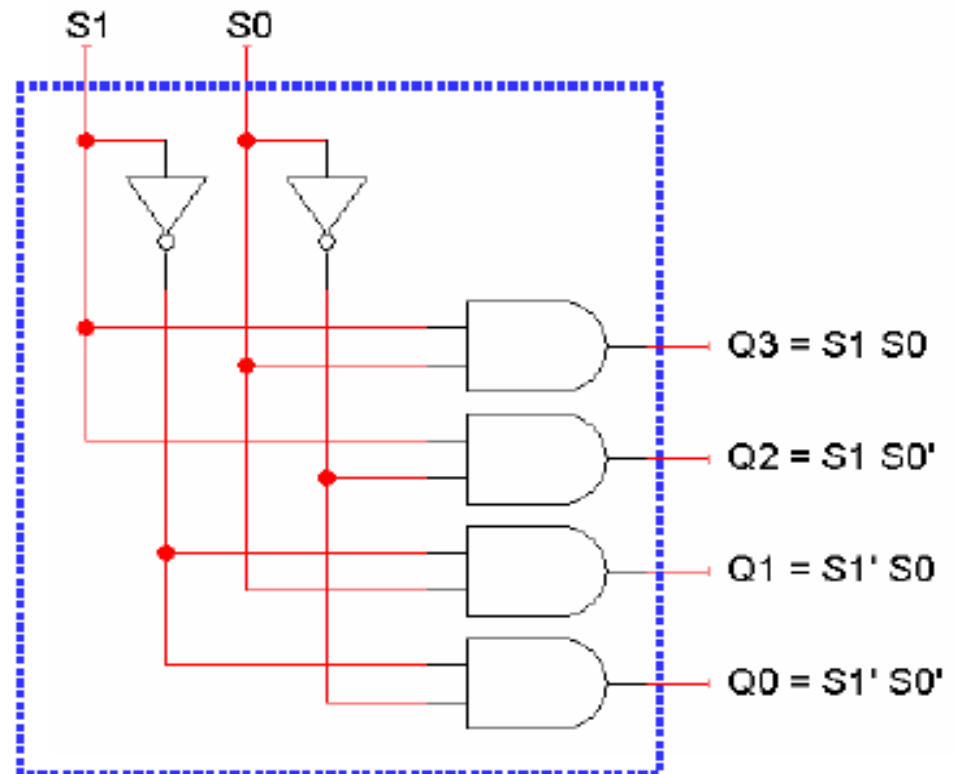 S1 S0
Q3 = S1 S0
Q2 = S1 S0'
Q1 = S1' S0
Q0 = S1' S0'